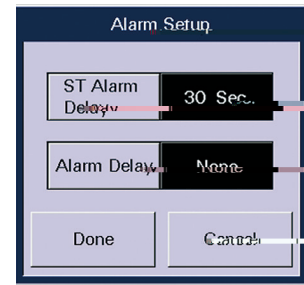 Alarm Setup
ST Alarm
Delay
30 Sec.
Alarm Delay
None
Done
Cancel